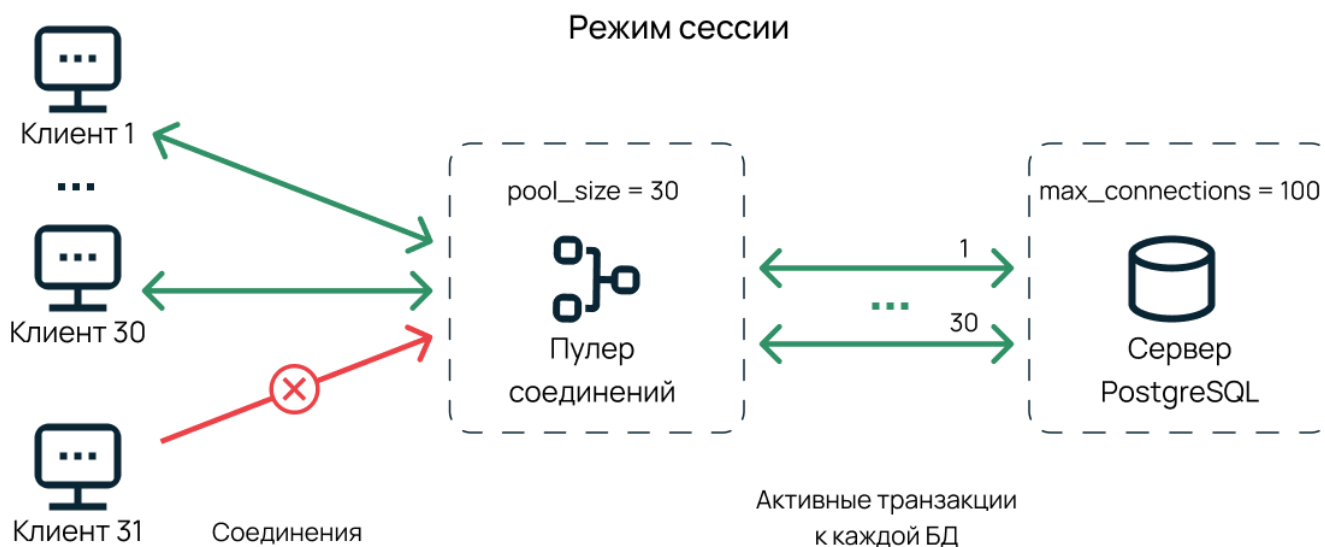 Режим сессии
Клиент 1
Клиент 30
Клиент 31
Соединения
pool_size = 30
Пулер
соединений
1
30
Активные транзакции
к каждой БД
max_connections = 100
Сервер
PostgreSQL